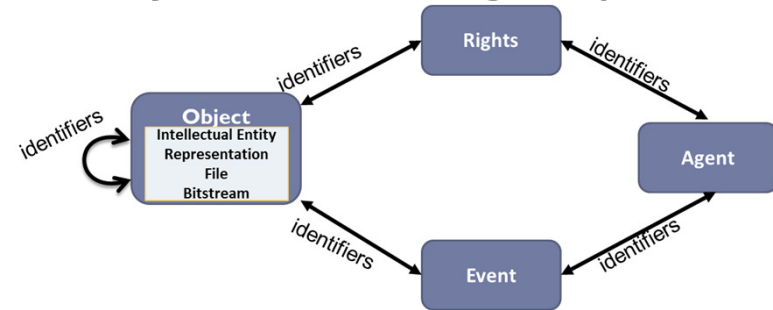 Rights
identifiers
identifiers
identifiers
Object
Intellectual Entity
Representation
File
Bitstream
Agent
identifiers
identifiers
Event